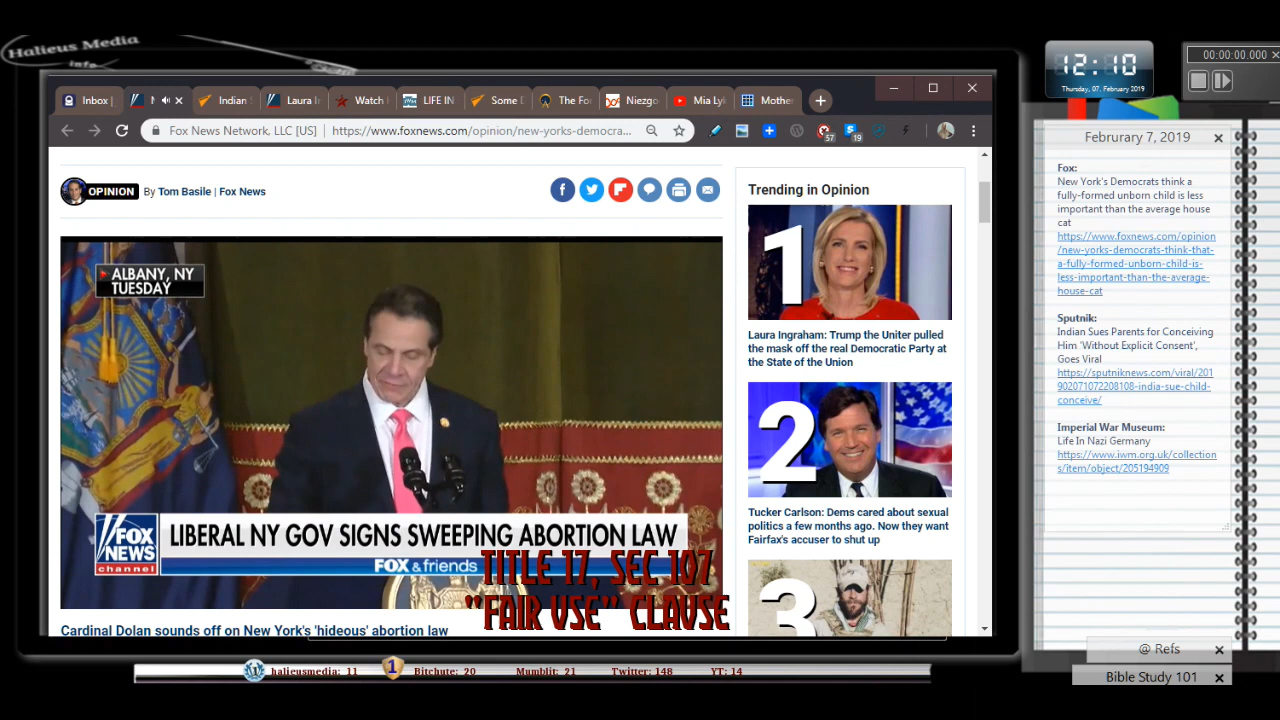 Halieus Media
info
Inbox |
Indian S
Laura In
Watch
LIFE IN
Some D
The For
Niezgo
Mia Lyk
Mothe
Fox News Network, LLC [US] | https://www.foxnews.com/opinion/new-yorks-democra...
57
19
OPINION By Tom Basile | Fox News
ALBANY, NY
TUESDAY
FOX
NEWS
channel
LIBERAL NY GOV SIGNS SWEEPING ABORTION LAW
FOX & friends
TITLE 17, SEC 107
"FAIR USE" CLAUSE
Cardinal Dolan sounds off on New York's 'hideous' abortion law
Trending in Opinion
1
Laura Ingraham: Trump the Uniter pulled
the mask off the real Democratic Party at
the State of the Union
2
Tucker Carlson: Dems cared about sexual
politics a few months ago. Now they want
Fairfax's accuser to shut up
3
12:10
Thursday, 07. February 2019
00:00:00.000
Februrary 7, 2019
Fox:
New York's Democrats think a
fully-formed unborn child is less
important than the average house
cat
https://www.foxnews.com/opinion
/new-yorks-democrats-think-that-
a-fully-formed-unborn-child-is-
less-important-than-the-average-
house-cat
Sputnik:
Indian Sues Parents for Conceiving
Him 'Without Explicit Consent',
Goes Viral
https://sputniknews.com/viral/201
902071072208108-india-sue-child-
conceive/
Imperial War Museum:
Life In Nazi Germany
https://www.iwm.org.uk/collection
s/item/object/205194909
@ Refs
Bible Study 101
halieusmedia: 11
1
Bitchute: 20
Mumblit: 21
Twitter: 148
YT: 14